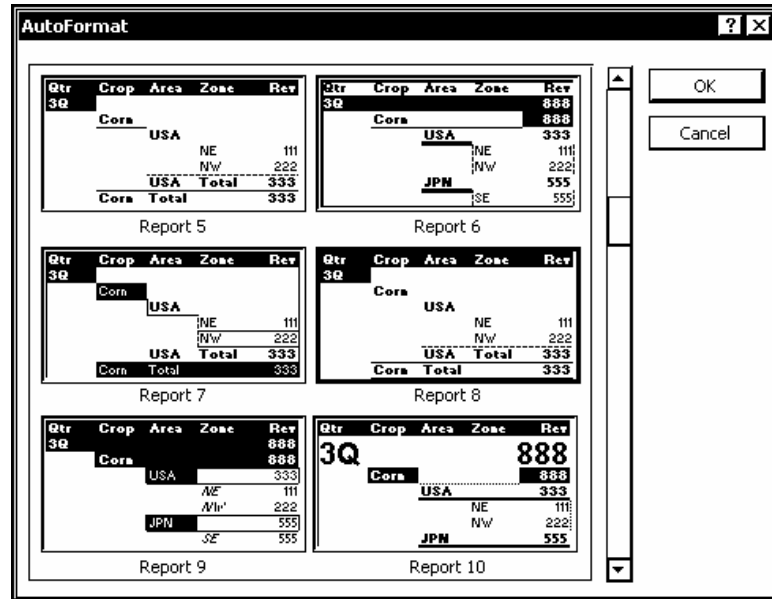 AutoFormat
? X
OK
Cancel
Qtr Crop Area Zone Rev
3Q
Corn
USA
NE 111
NW 222
USA Total 333
Corn Total 333
Report 5
Qtr Crop Area Zone Rev
3Q 888
Corn 888
USA 333
NE 111
NW 222
JPN 555
SE 555
Report 6
Qtr Crop Area Zone Rev
3Q
Corn
USA
NE 111
NW 222
USA Total 333
Corn Total 333
Report 7
Qtr Crop Area Zone Rev
3Q
Corn
USA
NE 111
NW 222
USA Total 333
Corn Total 333
Report 8
Qtr Crop Area Zone Rev
3Q 888
Corn 888
USA 333
NE 111
NW 222
JPN 555
SE 555
Report 9
Qtr Crop Area Zone Rev
3Q 888
Corn 888
USA 333
NE 111
NW 222
JPN 555
Report 10